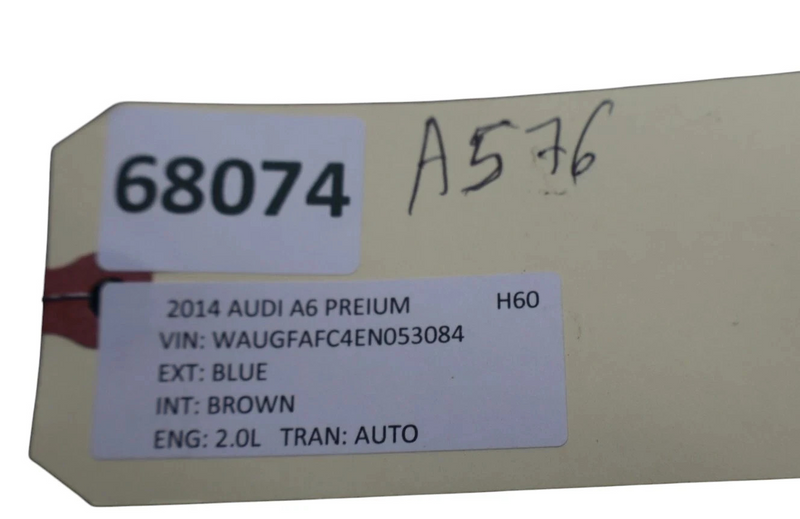 68074
A576
2014 AUDI A6 PREIUM H60
VIN: WAUGFAFC4EN053084
EXT: BLUE
INT: BROWN
ENG: 2.0L TRAN: AUTO